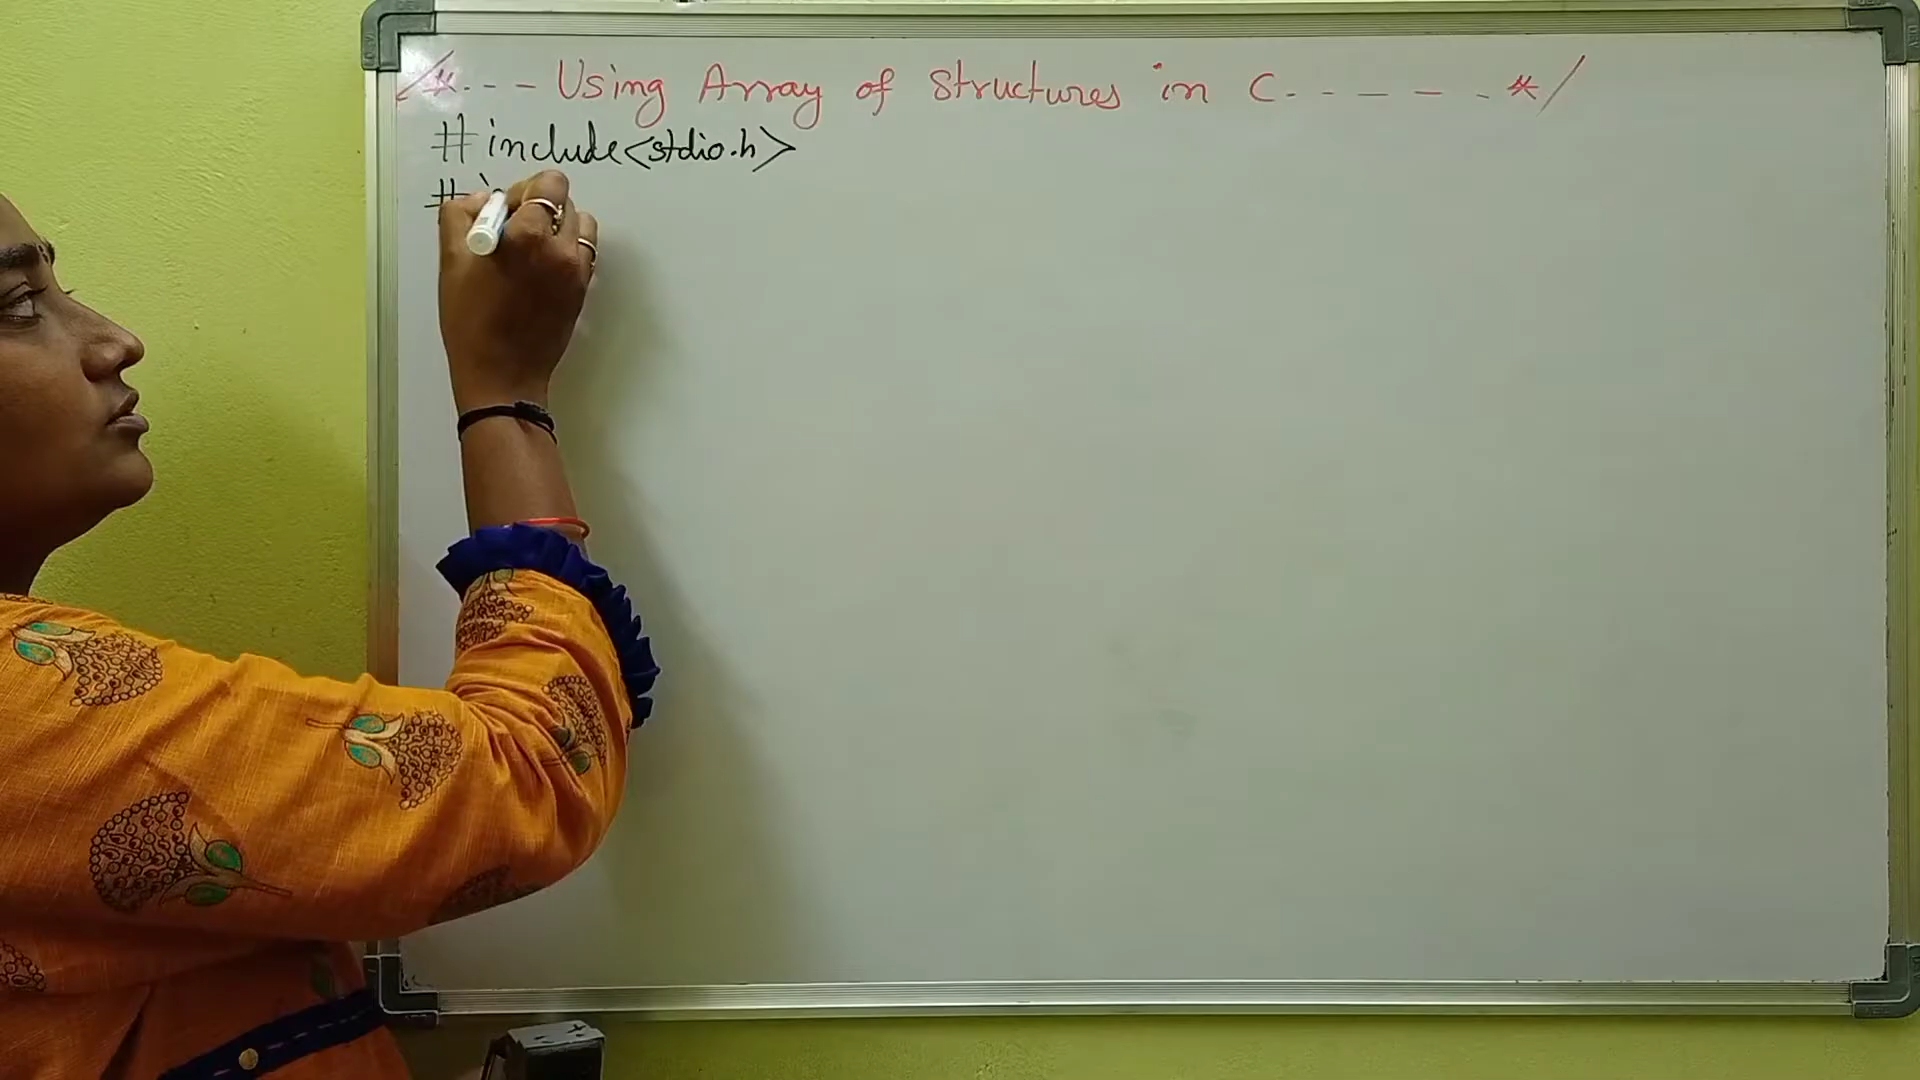 /*--- Using Array of Structures in C. - - - - - */
#include<stdio.h>
#i